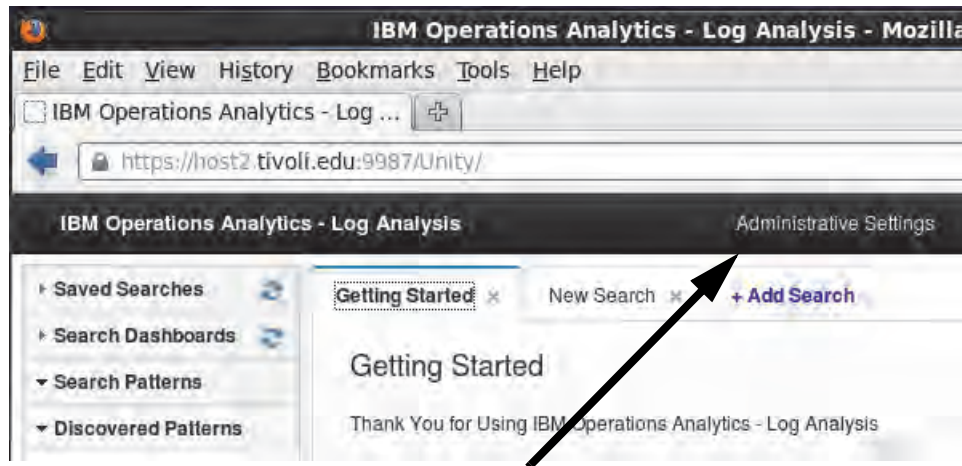 IBM Operations Analytics - Log Analysis - Mozilla
File Edit View History Bookmarks Tools Help
IBM Operations Analytics - Log ...
https://host2.tivoli.edu:9987/Unity/
IBM Operations Analytics - Log Analysis Administrative Settings
Saved Searches
Getting Started New Search + Add Search
Search Dashboards
Search Patterns
Discovered Patterns
Getting Started
Thank You for Using IBM Operations Analytics - Log Analysis